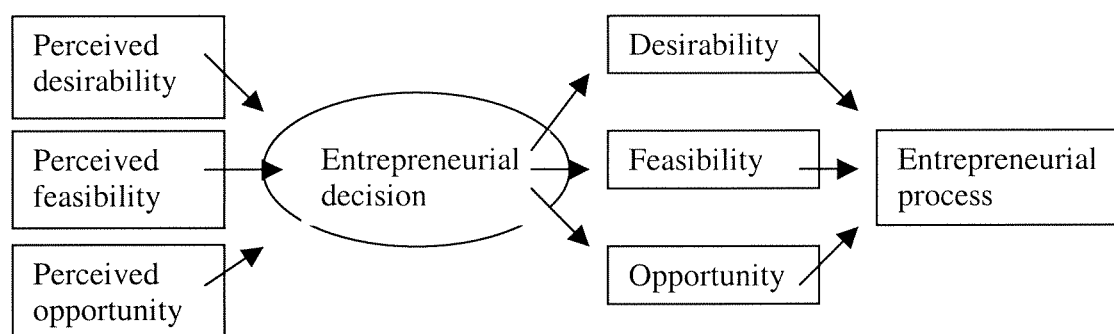 Perceived
desirability
Perceived
feasibility
Perceived
opportunity
Entrepreneurial
decision
Desirability
Feasibility
Opportunity
Entrepreneurial
process